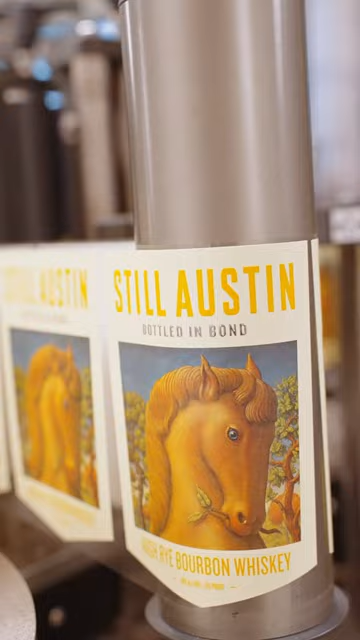 STILL AUSTIN
BOTTLED IN BOND
HIGH RYE BOURBON WHISKEY
STILL AUSTIN